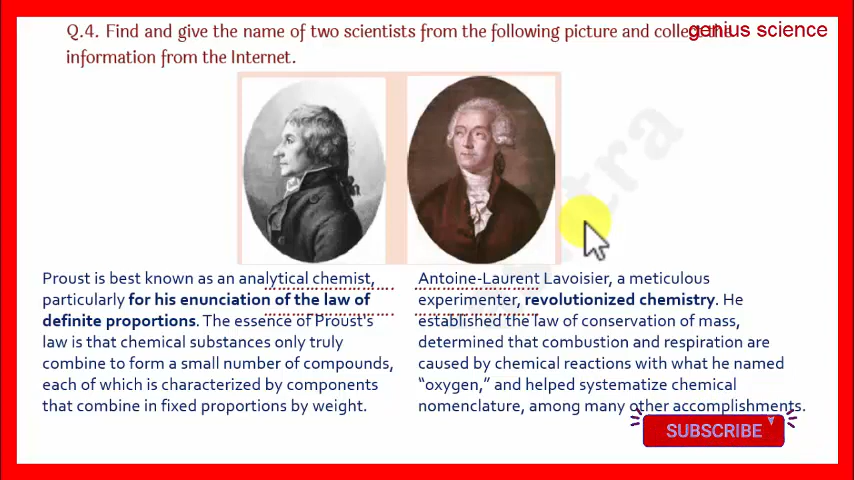 Q.4. Find and give the name of two scientists from the following picture and collect the
genius science
information from the Internet.
Proust is best known as an analytical chemist,
particularly for his enunciation of the law of
definite proportions. The essence of Proust's
law is that chemical substances only truly
combine to form a small number of compounds,
each of which is characterized by components
that combine in fixed proportions by weight.
Antoine-Laurent Lavoisier, a meticulous
experimenter, revolutionized chemistry. He
established the law of conservation of mass,
determined that combustion and respiration are
caused by chemical reactions with what he named
“oxygen,” and helped systematize chemical
nomenclature, among many other accomplishments.
SUBSCRIBE